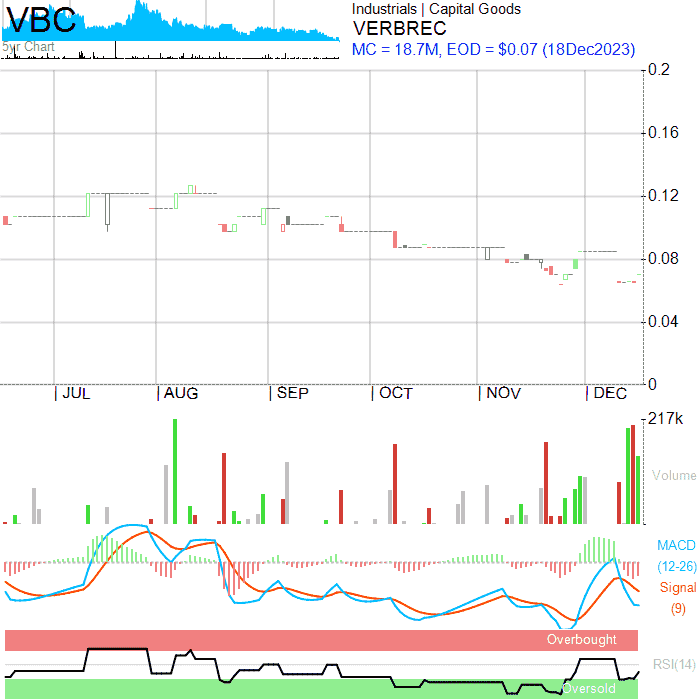 VBC
5yr Chart
Industrials | Capital Goods
VERBREC
MC = 18.7M, EOD = $0.07 (18Dec2023)
0.2
0.16
0.12
0.08
0.04
0
JUL
AUG
SEP
OCT
NOV
DEC
217k
Volume
MACD
(12-26)
Signal
(9)
Overbought
RSI(14)
Oversold